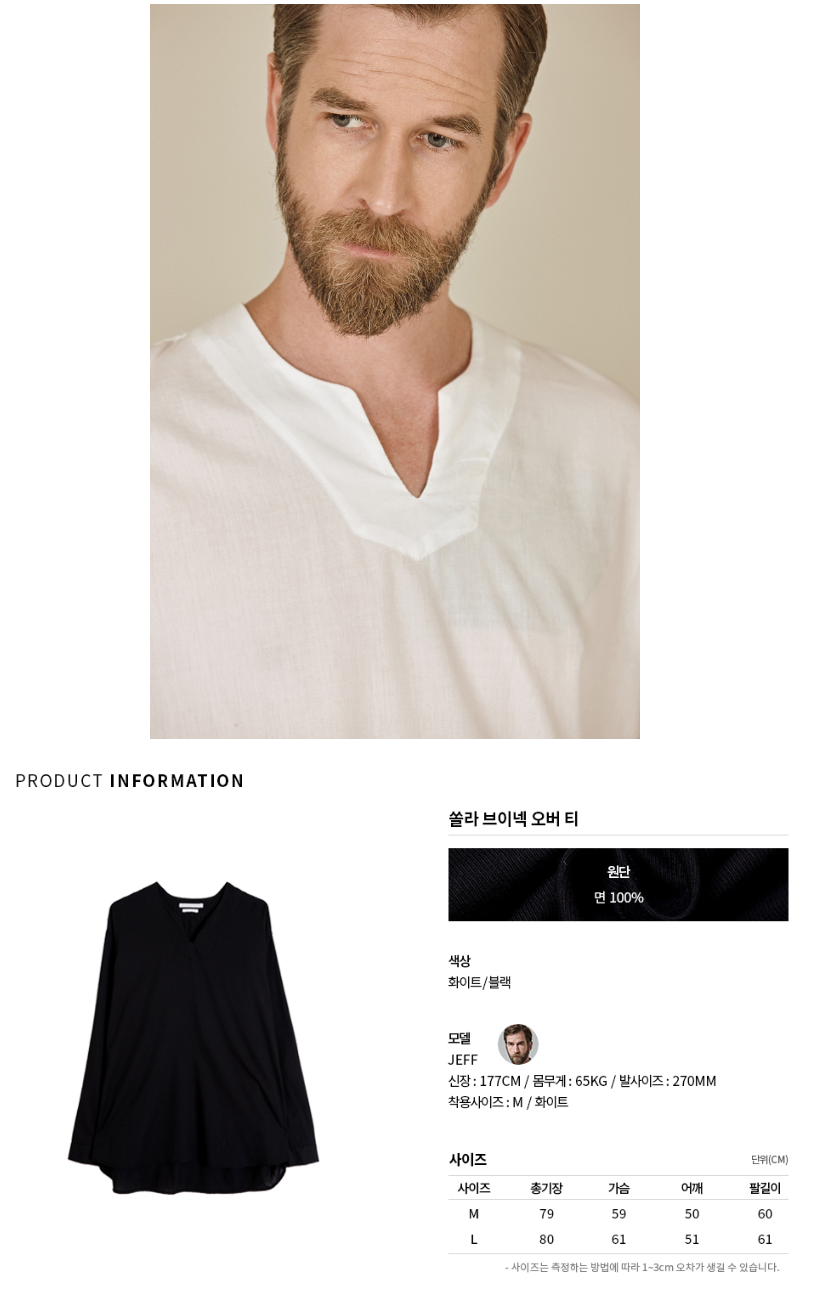 PRODUCT INFORMATION
쏠라 브이넥 오버 티
원단
면 100%
색상
화이트/블랙
모델
JEFF
신장 : 177CM / 몸무게 : 65KG / 발사이즈 : 270MM
착용사이즈 : M / 화이트
사이즈 단위(CM)
사이즈 총기장 가슴 어깨 팔길이
M 79 59 50 60
L 80 61 51 61
- 사이즈는 측정하는 방법에 따라 1~3cm 오차가 생길 수 있습니다.